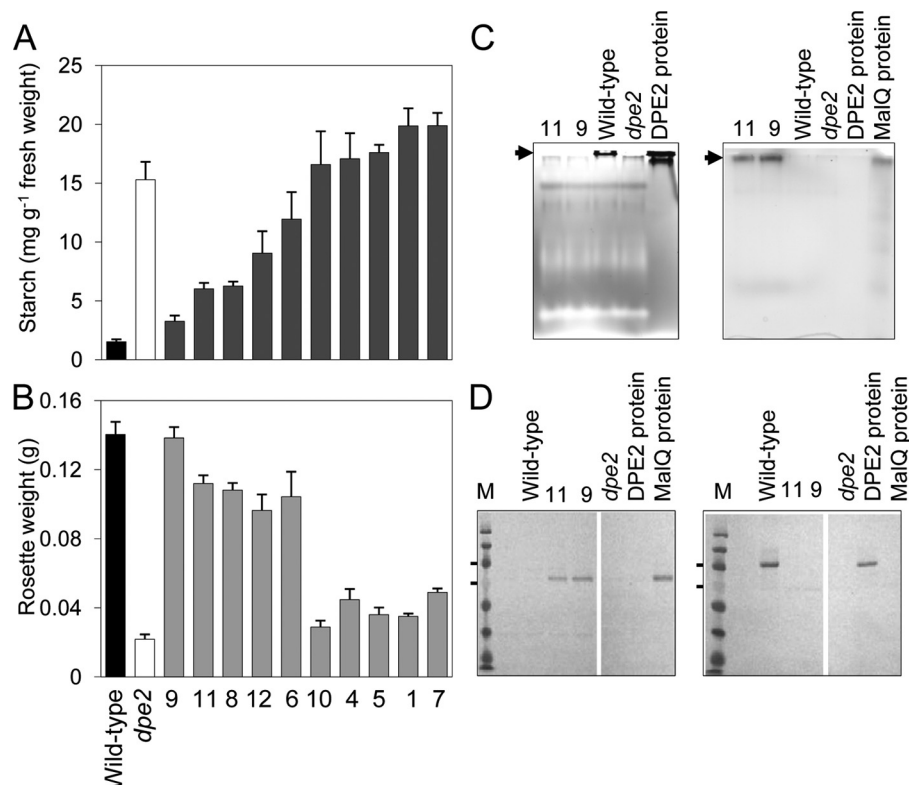 A
Starch (mg g-1 fresh weight)
25
20
15
10
5
0
B
Rosette weight (g)
0.16
0.12
0.08
0.04
0
Wild-type
dpe2
9 11 8 12 6 10 4 5 1 7
C
11 9 Wild-type dpe2 DPE2 protein
11 9 Wild-type dpe2 DPE2 protein MalQ protein
D
M Wild-type 11 9 dpe2 DPE2 protein MalQ protein
M Wild-type 11 9 dpe2 DPE2 protein MalQ protein